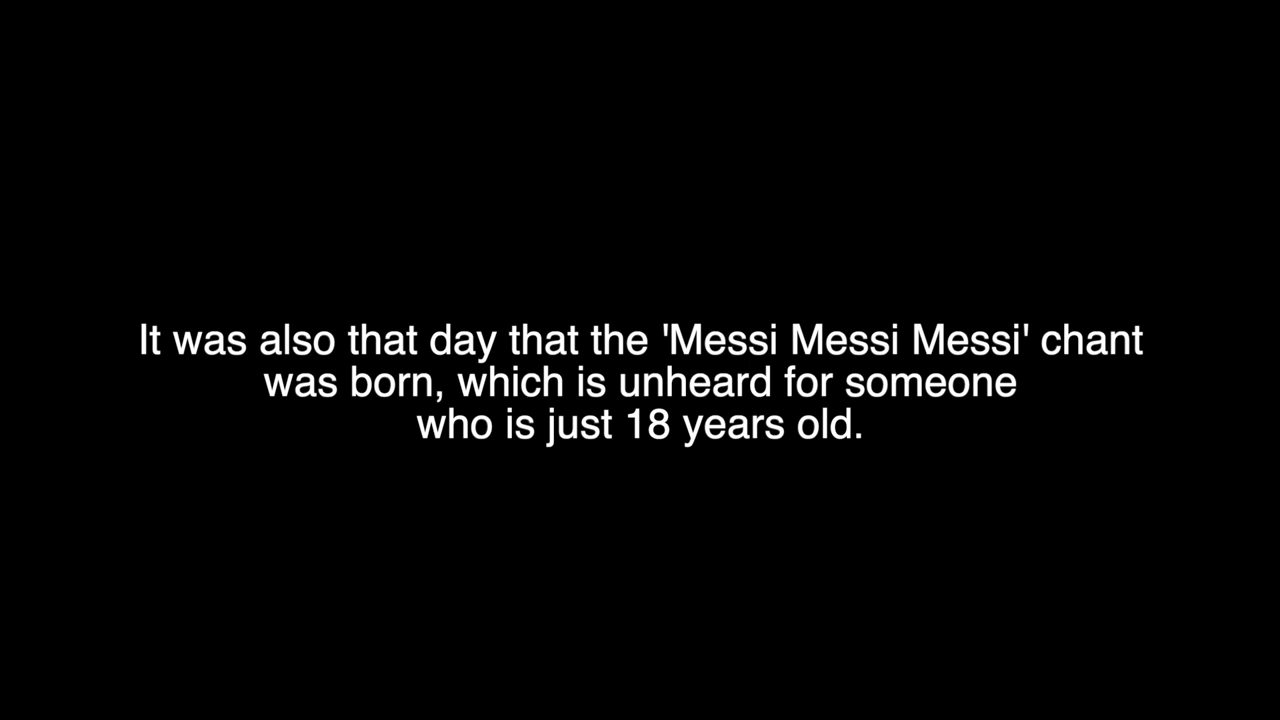 It was also that day that the 'Messi Messi Messi' chant
was born, which is unheard for someone
who is just 18 years old.